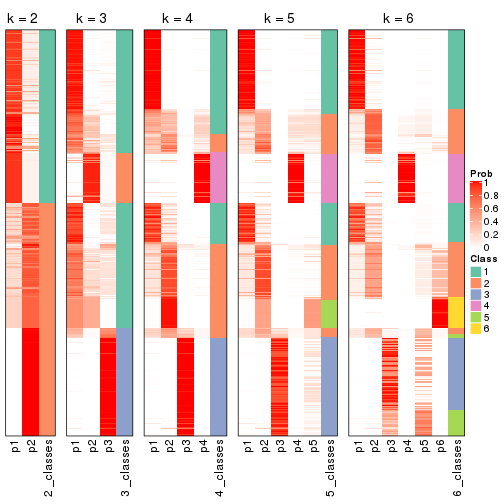 k = 2
k = 3
k = 4
k = 5
k = 6
Prob
1
0.8
0.6
0.4
0.2
0
Class
1
2
3
4
5
6
p1
p2
2_classes
p1
p2
p3
3_classes
p1
p2
p3
p4
4_classes
p1
p2
p3
p4
p5
5_classes
p1
p2
p3
p4
p5
p6
6_classes